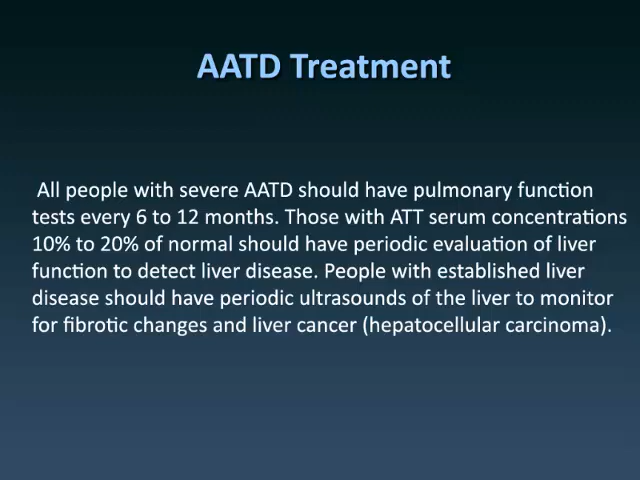 AATD Treatment
All people with severe AATD should have pulmonary function
tests every 6 to 12 months. Those with ATT serum concentrations
10% to 20% of normal should have periodic evaluation of liver
function to detect liver disease. People with established liver
disease should have periodic ultrasounds of the liver to monitor
for fibrotic changes and liver cancer (hepatocellular carcinoma).